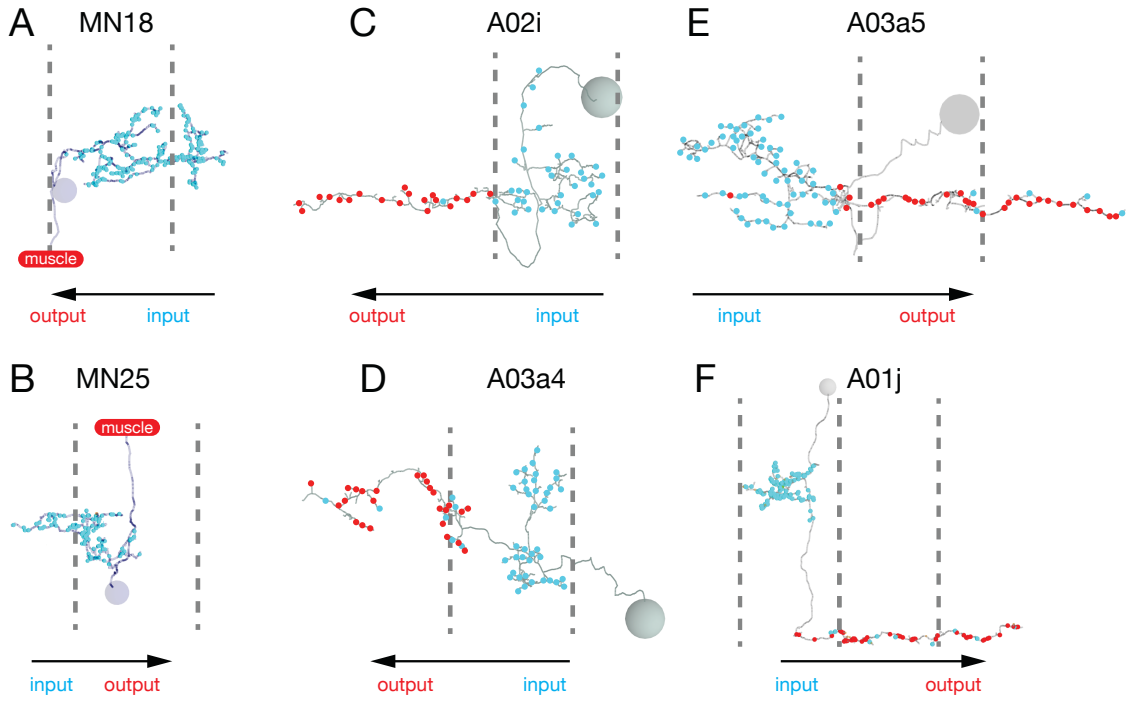 A MN18
muscle
output input
B MN25
muscle
input output
C A02i
output input
D A03a4
output input
E A03a5
input output
F A01j
input output